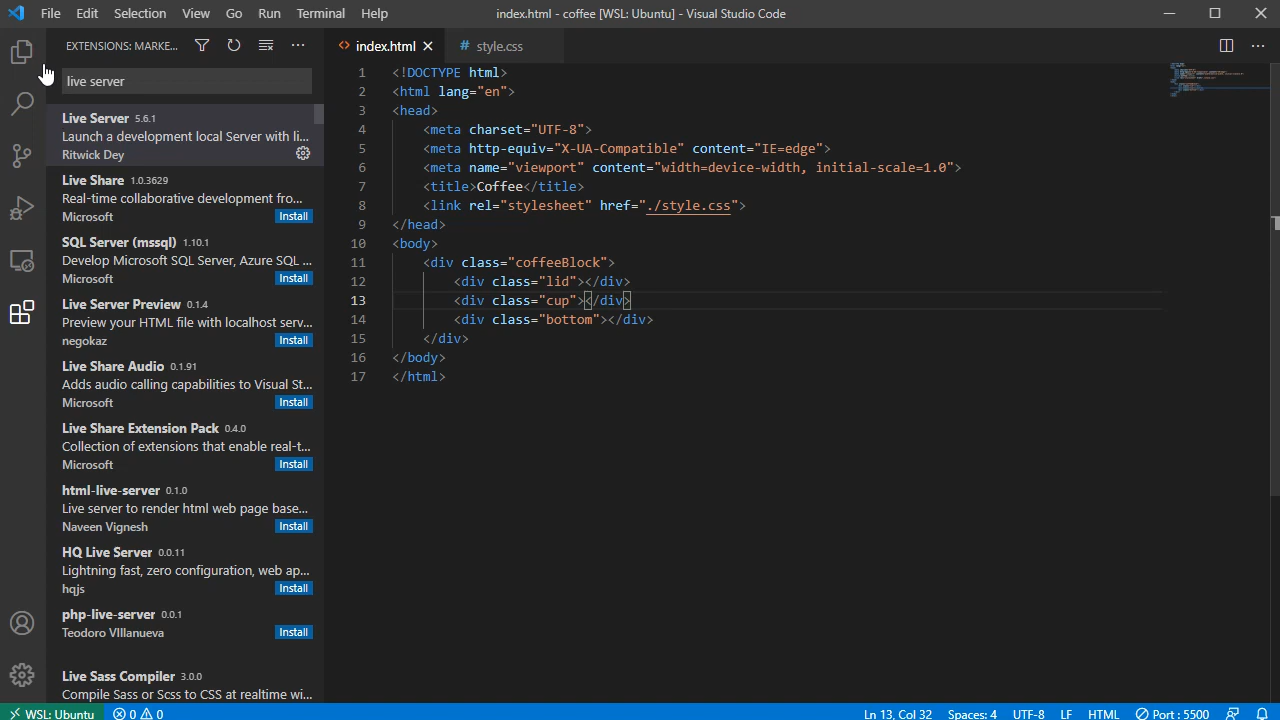 File Edit Selection View Go Run Terminal Help index.html - coffee [WSL: Ubuntu] - Visual Studio Code
EXTENSIONS: MARKE...
live server
Live Server 5.6.1
Launch a development local Server with li...
Ritwick Dey
Live Share 1.0.3629
Real-time collaborative development fro...
Microsoft Install
SQL Server (mssql) 1.10.1
Develop Microsoft SQL Server, Azure SQL ...
Microsoft Install
Live Server Preview 0.1.4
Preview your HTML file with localhost serv...
negokaz Install
Live Share Audio 0.1.91
Adds audio calling capabilities to Visual St...
Microsoft Install
Live Share Extension Pack 0.4.0
Collection of extensions that enable real-t...
Microsoft Install
html-live-server 0.1.0
Live server to render html web page base...
Naveen Vignesh Install
HQ Live Server 0.0.11
Lightning fast, zero configuration, web ap...
hqjs Install
php-live-server 0.0.1
Teodoro VIllanueva Install
Live Sass Compiler 3.0.0
Compile Sass or Scss to CSS at realtime wi...
index.html # style.css
1 <!DOCTYPE html>
2 <html lang="en">
3 <head>
4 <meta charset="UTF-8">
5 <meta http-equiv="X-UA-Compatible" content="IE=edge">
6 <meta name="viewport" content="width=device-width, initial-scale=1.0">
7 <title>Coffee</title>
8 <link rel="stylesheet" href="./style.css">
9 </head>
10 <body>
11 <div class="coffeeBlock">
12 <div class="lid"></div>
13 <div class="cup"></div>
14 <div class="bottom"></div>
15 </div>
16 </body>
17 </html>
WSL: Ubuntu 0 0 Ln 13, Col 32 Spaces: 4 UTF-8 LF HTML Port : 5500